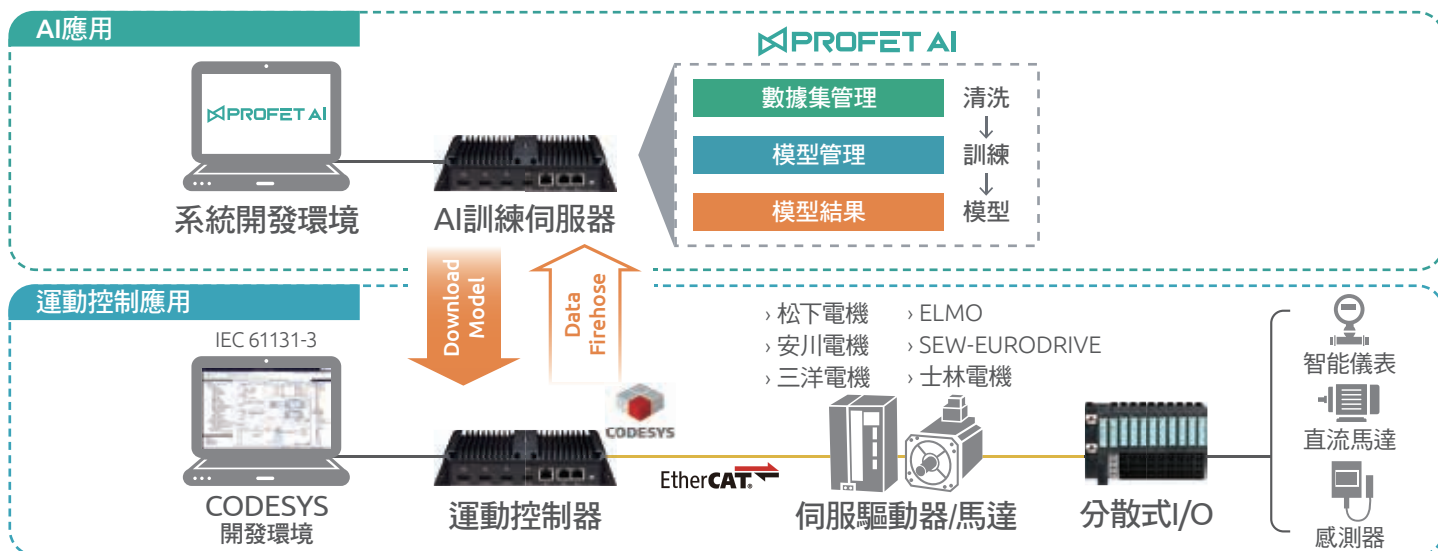 AI應用
PROFET AI
PROFET AI
數據集管理
清洗
模型管理
訓練
模型結果
模型
系統開發環境
AI訓練伺服器
Download
Model
Data
Firehose
運動控制應用
IEC 61131-3
› 松下電機
› ELMO
› 安川電機
› SEW-EURODRIVE
› 三洋電機
› 士林電機
智能儀表
CODESYS
直流馬達
EtherCAT
CODESYS
開發環境
運動控制器
伺服驅動器/馬達
分散式I/O
感測器